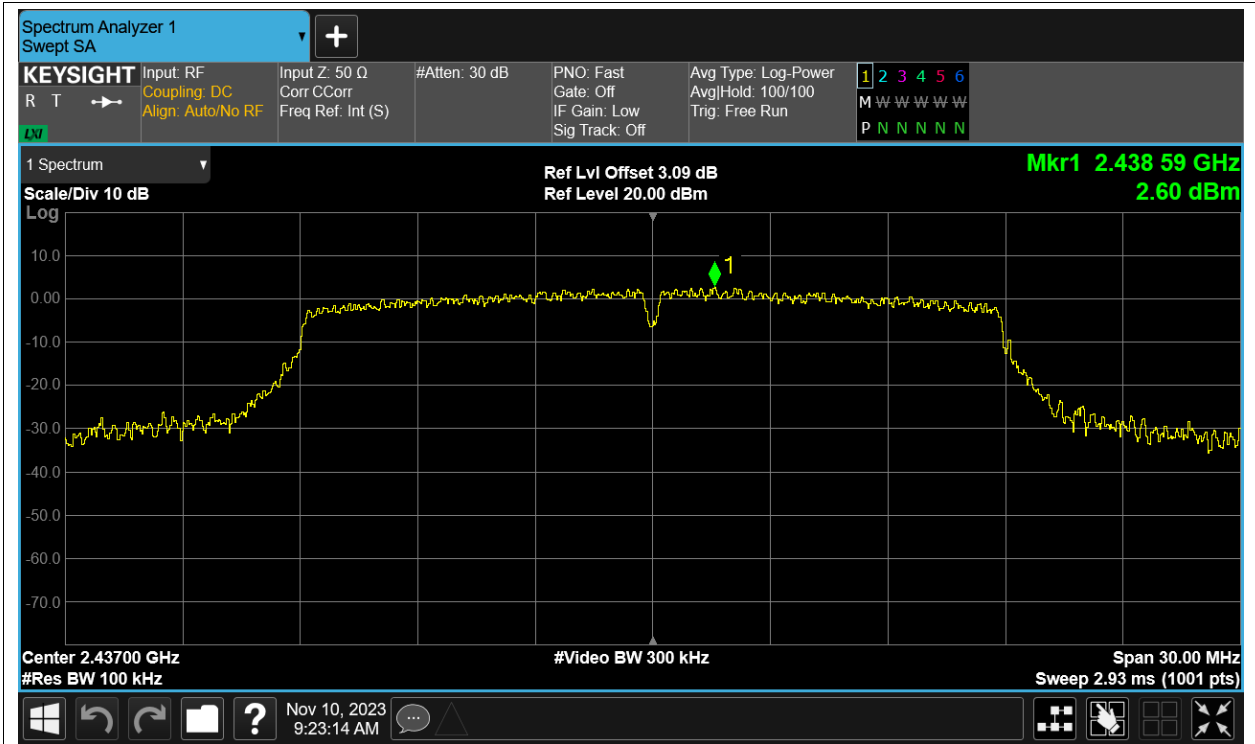 Spectrum Analyzer 1
Swept SA
KEYSIGHT
R T
LXI
Input: RF
Coupling: DC
Align: Auto/No RF
Input Z: 50 Ω
Corr CCorr
Freq Ref: Int (S)
#Atten: 30 dB
PNO: Fast
Gate: Off
IF Gain: Low
Sig Track: Off
Avg Type: Log-Power
Avg|Hold: 100/100
Trig: Free Run
1 2 3 4 5 6
M W W W W W
P N N N N N
1 Spectrum
Scale/Div 10 dB
Log
Ref Lvl Offset 3.09 dB
Ref Level 20.00 dBm
Mkr1 2.438 59 GHz
2.60 dBm
1
10.0
0.00
-10.0
-20.0
-30.0
-40.0
-50.0
-60.0
-70.0
Center 2.43700 GHz
#Res BW 100 kHz
#Video BW 300 kHz
Span 30.00 MHz
Sweep 2.93 ms (1001 pts)
?
Nov 10, 2023
9:23:14 AM